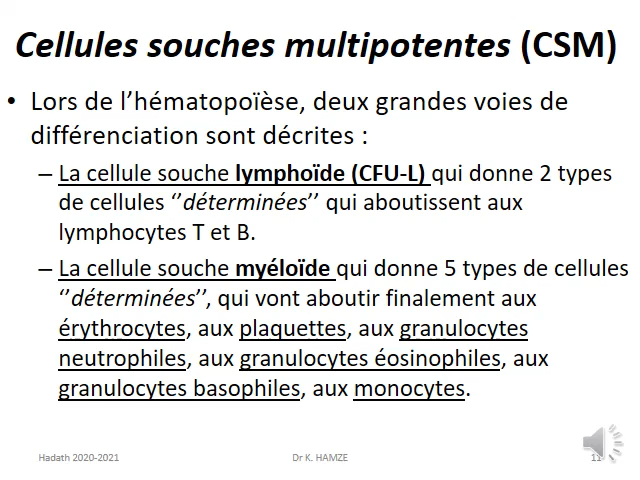 Cellules souches multipotentes (CSM)
• Lors de l’hématopoïèse, deux grandes voies de
différenciation sont décrites :
– La cellule souche lymphoïde (CFU-L) qui donne 2 types
de cellules ‘’déterminées’’ qui aboutissent aux
lymphocytes T et B.
– La cellule souche myéloïde qui donne 5 types de cellules
‘’déterminées’’, qui vont aboutir finalement aux
érythrocytes, aux plaquettes, aux granulocytes
neutrophiles, aux granulocytes éosinophiles, aux
granulocytes basophiles, aux monocytes.
Hadath 2020-2021 Dr K. HAMZE 11